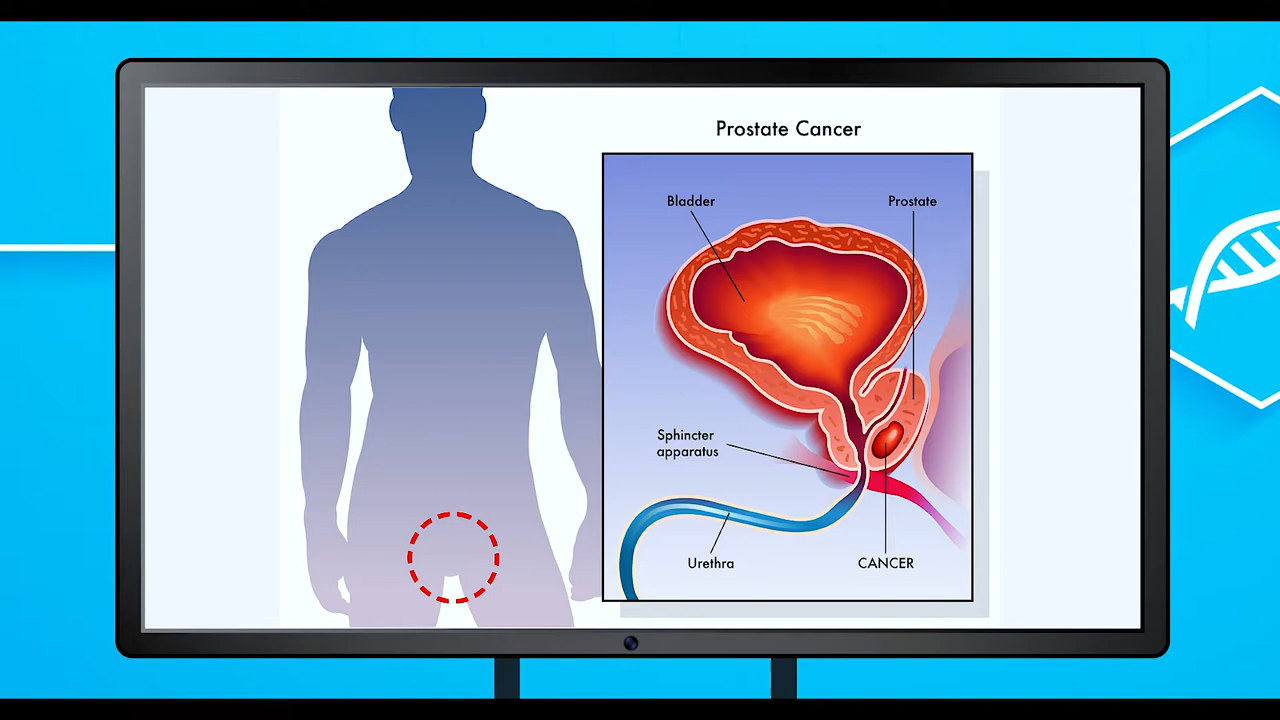 Prostate Cancer
Bladder
Prostate
Sphincter
apparatus
Urethra
CANCER